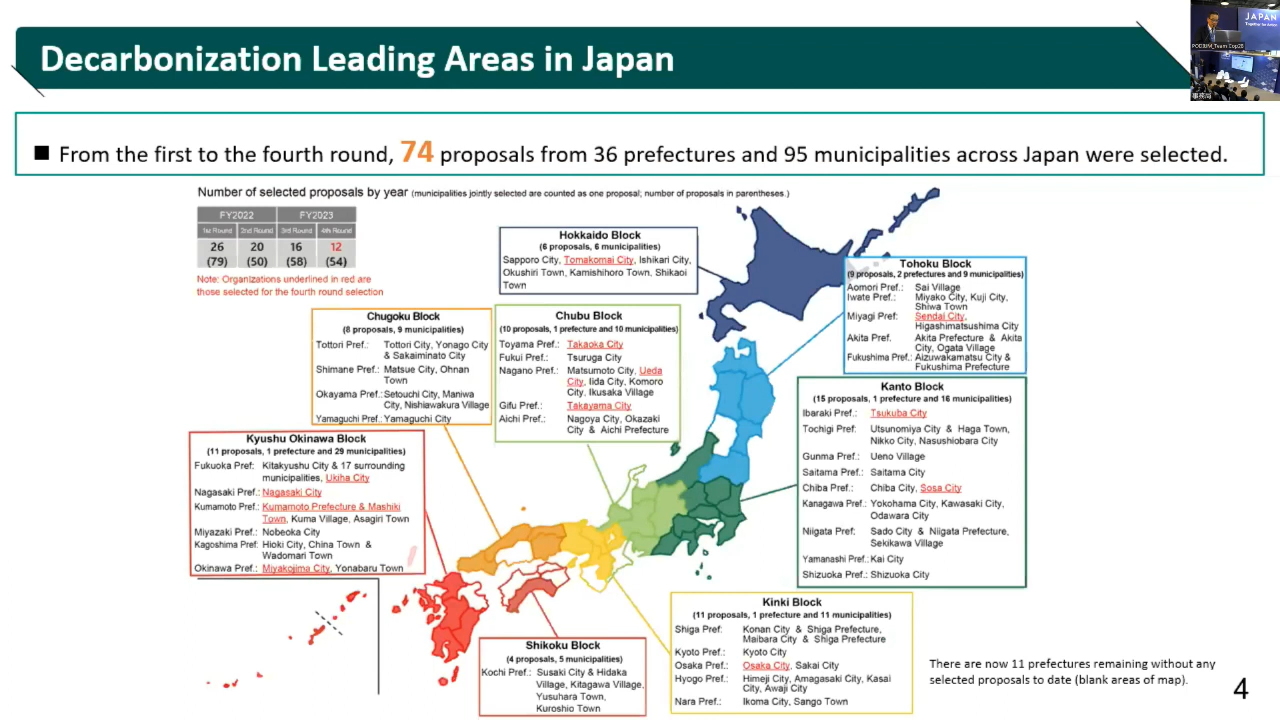 Decarbonization Leading Areas in Japan
JAPAN
Together for Action
PODIUM_Team Cop28
事務局
■ From the first to the fourth round, 74 proposals from 36 prefectures and 95 municipalities across Japan were selected.
Number of selected proposals by year (municipalities jointly selected are counted as one proposal; number of proposals in parentheses.)
FY2022 FY2023
1st Round 2nd Round 3rd Round 4th Round
26 20 16 12
(79) (50) (58) (54)
Note: Organizations underlined in red are
those selected for the fourth round selection
Hokkaido Block
(6 proposals, 6 municipalities)
Sapporo City, Tomakomai City, Ishikari City,
Okushiri Town, Kamishihoro Town, Shikaoi
Town
Tohoku Block
(9 proposals, 2 prefectures and 9 municipalities)
Aomori Pref.: Sai Village
Iwate Pref.: Miyako City, Kuji City,
Shiwa Town
Miyagi Pref: Sendai City,
Higashimatsushima City
Akita Pref. Akita Prefecture & Akita
City, Ogata Village
Fukushima Pref.: Aizuwakamatsu City &
Fukushima Prefecture
Chugoku Block
(8 proposals, 9 municipalities)
Tottori Pref.: Tottori City, Yonago City
& Sakaiminato City
Shimane Pref.: Matsue City, Ohnan
Town
Okayama Pref.: Setouchi City, Maniwa
City, Nishiawakura Village
Yamaguchi Pref.: Yamaguchi City
Chubu Block
(10 proposals, 1 prefecture and 10 municipalities)
Toyama Pref.: Takaoka City
Fukui Pref.: Tsuruga City
Nagano Pref.: Matsumoto City, Ueda
City, Iida City, Komoro
City, Ikusaka Village
Gifu Pref.: Takayama City
Aichi Pref.: Nagoya City, Okazaki
City & Aichi Prefecture
Kanto Block
(15 proposals, 1 prefecture and 16 municipalities)
Ibaraki Pref.: Tsukuba City
Tochigi Pref: Utsunomiya City & Haga Town,
Nikko City, Nasushiobara City
Gunma Pref: Ueno Village
Saitama Pref.: Saitama City
Chiba Pref.: Chiba City, Sosa City
Kanagawa Pref.: Yokohama City, Kawasaki City,
Odawara City
Niigata Pref: Sado City & Niigata Prefecture,
Sekikawa Village
Yamanashi Pref.: Kai City
Shizuoka Pref.: Shizuoka City
Kyushu Okinawa Block
(11 proposals, 1 prefecture and 29 municipalities)
Fukuoka Pref: Kitakyushu City & 17 surrounding
municipalities, Ukiha City
Nagasaki Pref.: Nagasaki City
Kumamoto Pref.: Kumamoto Prefecture & Mashiki
Town, Kuma Village, Asagiri Town
Miyazaki Pref.: Nobeoka City
Kagoshima Pref: Hioki City, China Town &
Wadomari Town
Okinawa Pref.: Miyakojima City, Yonabaru Town
Shikoku Block
(4 proposals, 5 municipalities)
Kochi Pref.: Susaki City & Hidaka
Village, Kitagawa Village,
Yusuhara Town,
Kuroshio Town
Kinki Block
(11 proposals, 1 prefecture and 11 municipalities)
Shiga Pref: Konan City & Shiga Prefecture,
Maibara City & Shiga Prefecture
Kyoto Pref.: Kyoto City
Osaka Pref.: Osaka City, Sakai City
Hyogo Pref.: Himeji City, Amagasaki City, Kasai
City, Awaji City
Nara Pref.: Ikoma City, Sango Town
There are now 11 prefectures remaining without any
selected proposals to date (blank areas of map).
4